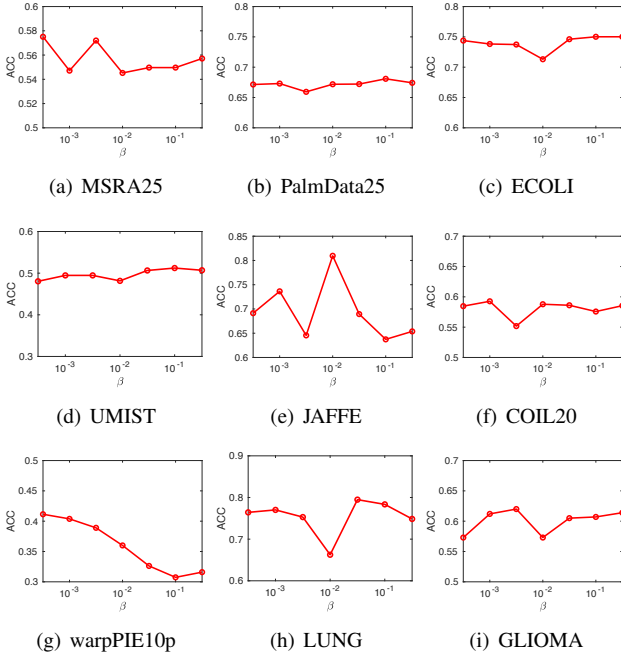 0.6
0.58
0.56
0.54
0.52
0.5
ACC
10-3
10-2
10-1
β
(a) MSRA25
0.8
0.75
0.7
0.65
0.6
ACC
10-3
10-2
10-1
β
(b) PalmData25
0.8
0.75
0.7
0.65
0.6
ACC
10-3
10-2
10-1
β
(c) ECOLI
0.6
0.5
0.4
0.3
ACC
10-3
10-2
10-1
β
(d) UMIST
0.85
0.8
0.75
0.7
0.65
0.6
ACC
10-3
10-2
10-1
β
(e) JAFFE
0.7
0.65
0.6
0.55
0.5
ACC
10-3
10-2
10-1
β
(f) COIL20
0.5
0.45
0.4
0.35
0.3
ACC
10-3
10-2
10-1
β
(g) warpPIE10p
0.9
0.8
0.7
0.6
ACC
10-3
10-2
10-1
β
(h) LUNG
0.7
0.65
0.6
0.55
0.5
ACC
10-3
10-2
10-1
β
(i) GLIOMA